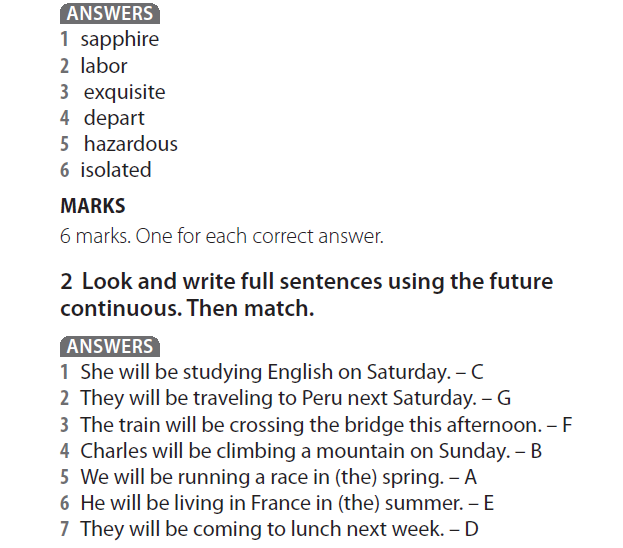 ANSWERS
1 sapphire
2 labor
3 exquisite
4 depart
5 hazardous
6 isolated
MARKS
6 marks. One for each correct answer.
2 Look and write full sentences using the future
continuous. Then match.
ANSWERS
1 She will be studying English on Saturday. – C
2 They will be traveling to Peru next Saturday. – G
3 The train will be crossing the bridge this afternoon. – F
4 Charles will be climbing a mountain on Sunday. – B
5 We will be running a race in (the) spring. – A
6 He will be living in France in (the) summer. – E
7 They will be coming to lunch next week. – D